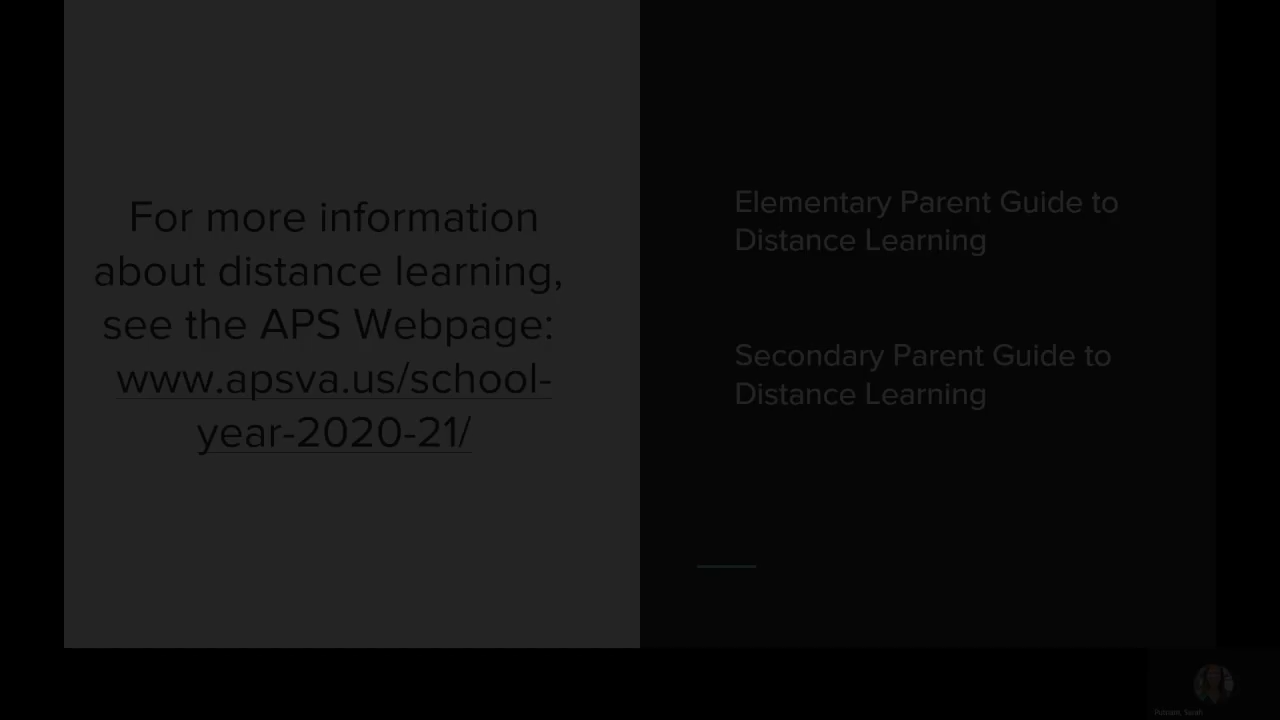 For more information
about distance learning,
see the APS Webpage:
www.apsva.us/school-
year-2020-21/
Elementary Parent Guide to
Distance Learning
Secondary Parent Guide to
Distance Learning